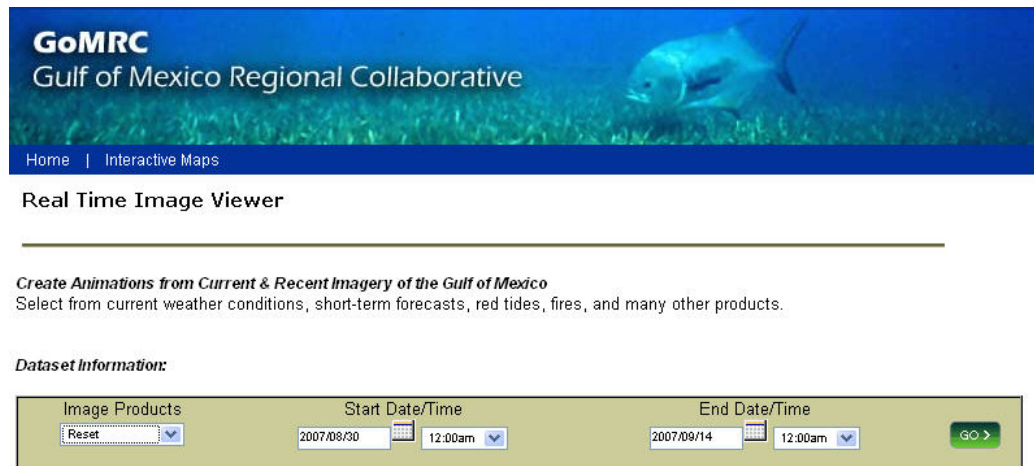 GoMRC
Gulf of Mexico Regional Collaborative
Home | Interactive Maps
Real Time Image Viewer
Create Animations from Current & Recent Imagery of the Gulf of Mexico
Select from current weather conditions, short-term forecasts, red tides, fires, and many other products.
Dataset Information:
Image Products Start Date/Time End Date/Time
Reset 2007/08/30 12:00am 2007/09/14 12:00am GO >